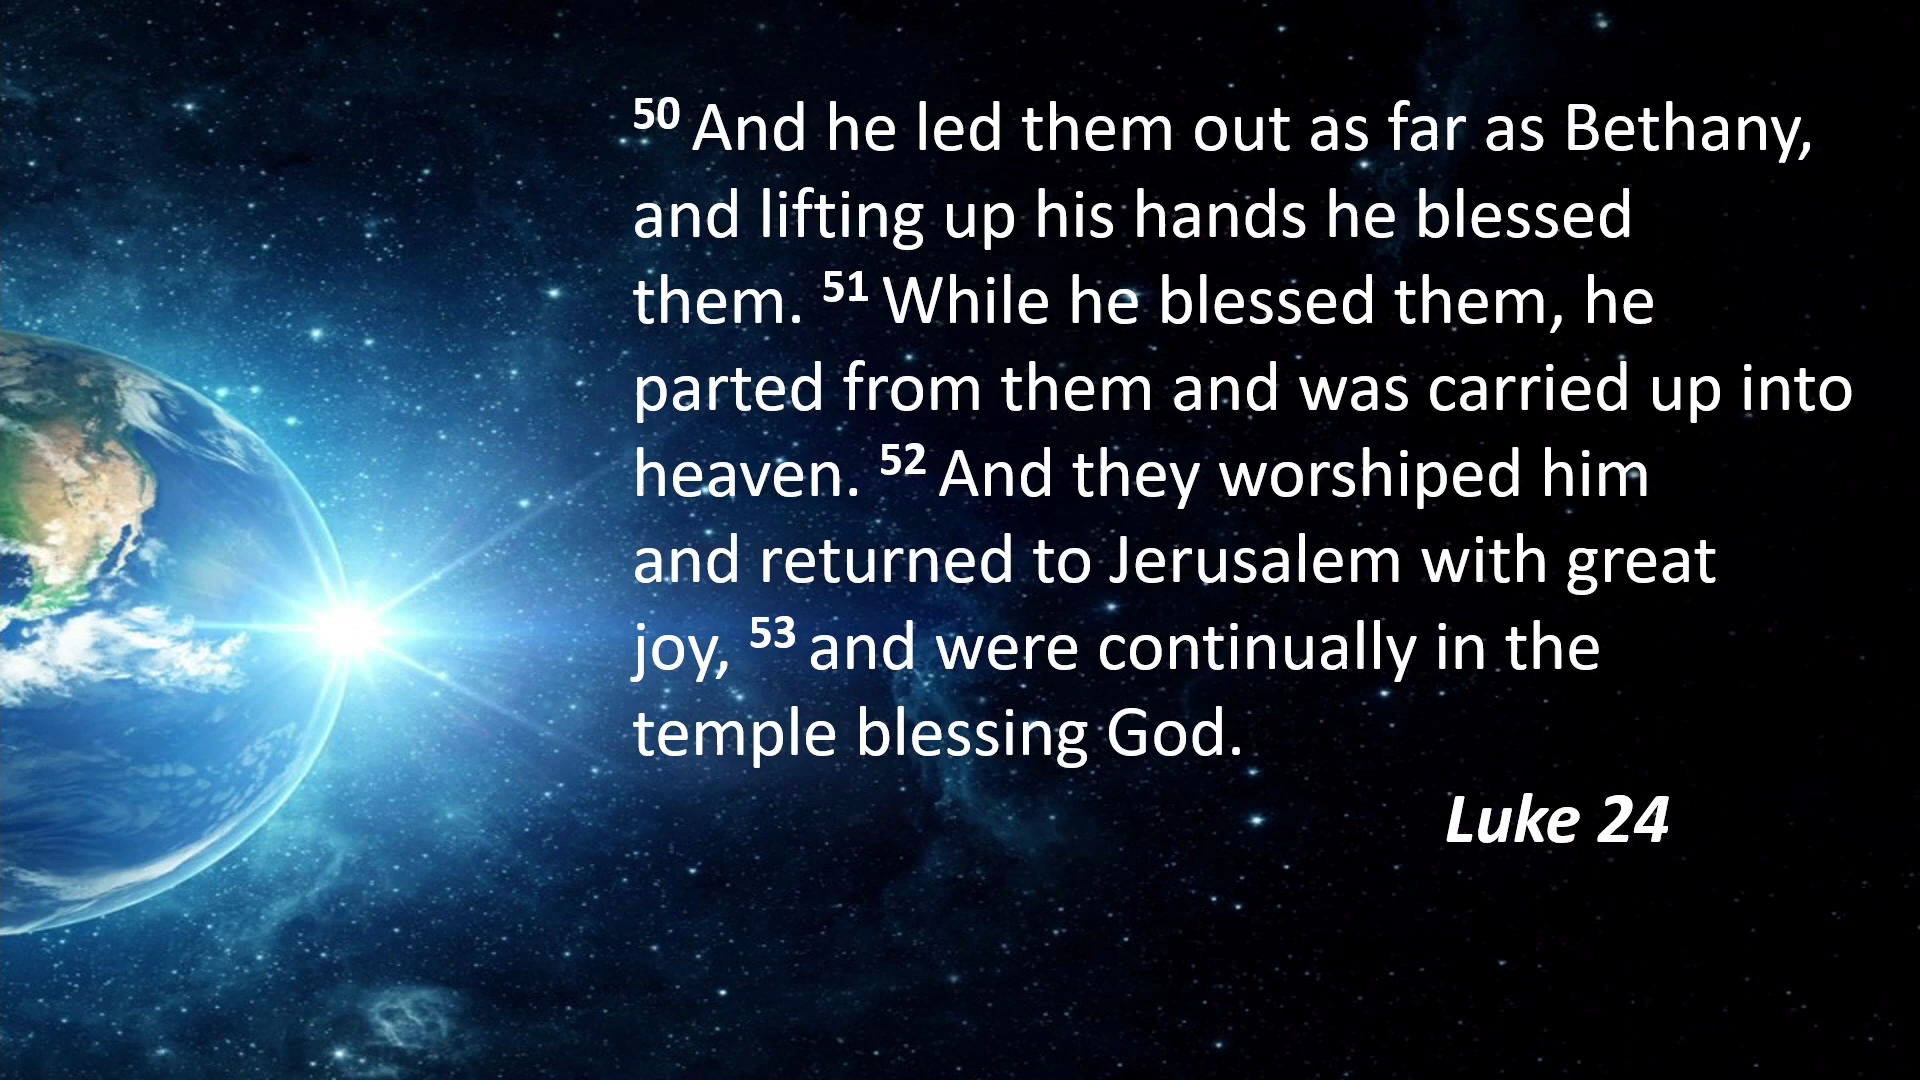 50 And he led them out as far as Bethany,
and lifting up his hands he blessed
them. 51 While he blessed them, he
parted from them and was carried up into
heaven. 52 And they worshiped him
and returned to Jerusalem with great
joy, 53 and were continually in the
temple blessing God.
Luke 24